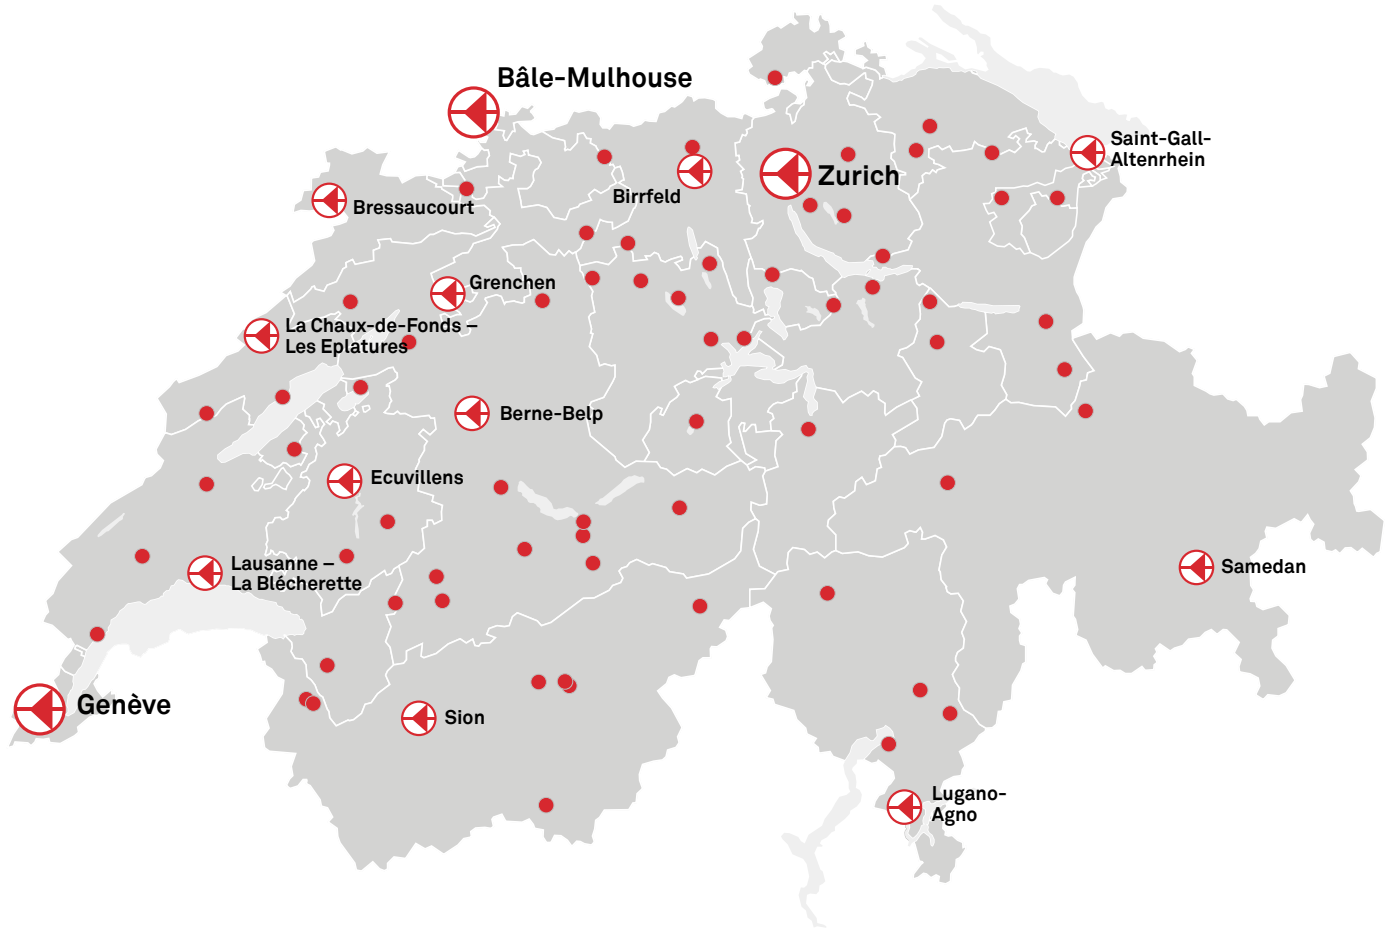 Bâle-Mulhouse
Saint-Gall-
Altenrhein
Zurich
Birrfeld
Bressaucourt
Grenchen
La Chaux-de-Fonds –
Les Eplatures
Berne-Belp
Ecuvillens
Lausanne –
La Blécherette
Samedan
Genève
Sion
Lugano-
Agno